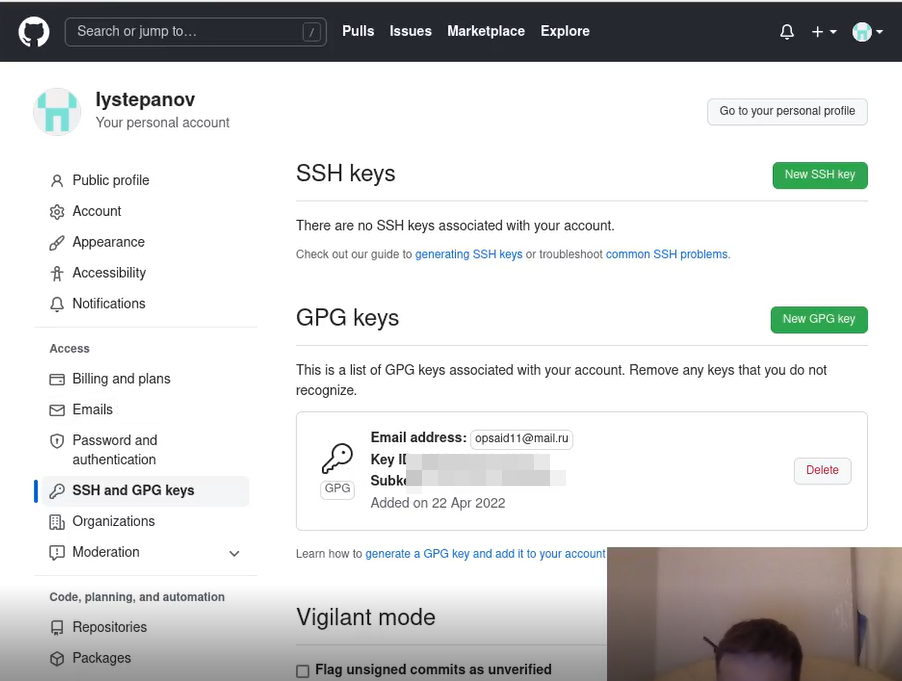 Search or jump to… /
Pulls Issues Marketplace Explore
lystepanov
Your personal account
Go to your personal profile
Public profile
Account
Appearance
Accessibility
Notifications
Access
Billing and plans
Emails
Password and
authentication
SSH and GPG keys
Organizations
Moderation
Code, planning, and automation
Repositories
Packages
SSH keys
New SSH key
There are no SSH keys associated with your account.
Check out our guide to generating SSH keys or troubleshoot common SSH problems.
GPG keys
New GPG key
This is a list of GPG keys associated with your account. Remove any keys that you do not
recognize.
GPG
Email address: opsaid11@mail.ru
Key
Added on 22 Apr 2022
Delete
Learn how to generate a GPG key and add it to your account
Vigilant mode
Flag unsigned commits as unverified